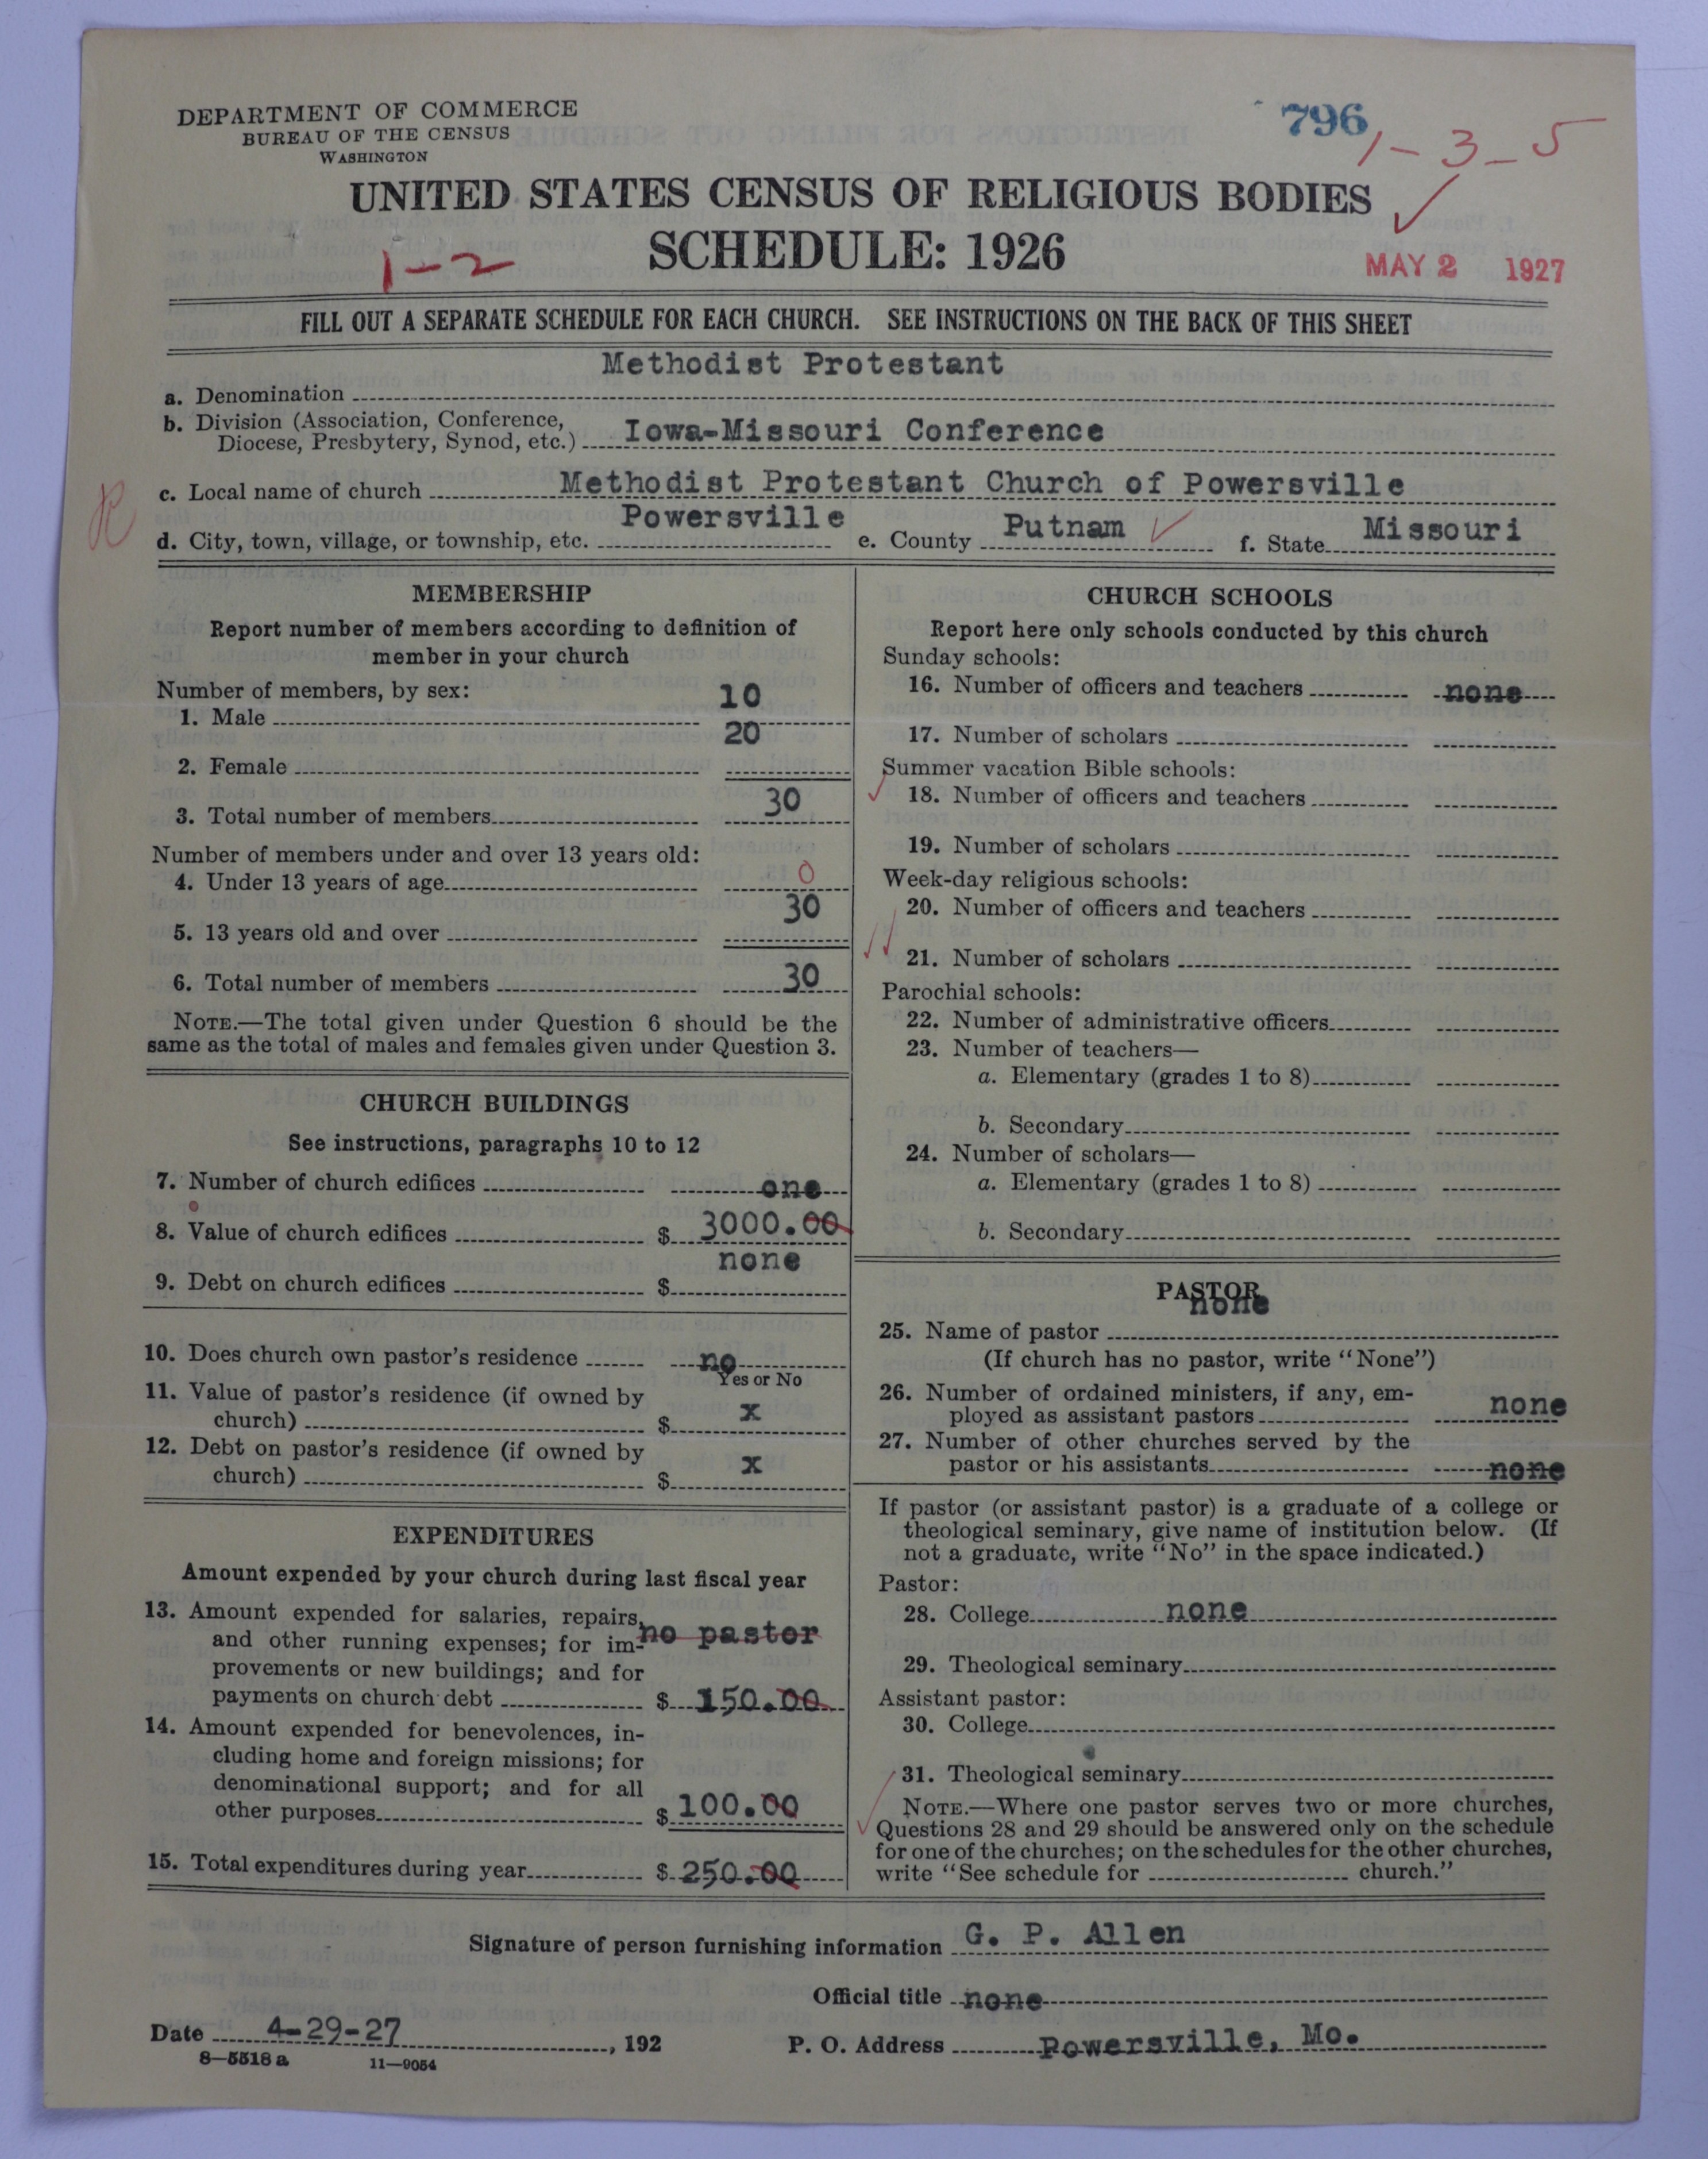 DEPARTMENT OF COMMERCE
BUREAU OF THE CENSUS
WASHINGTON
796
1-3-5
UNITED STATES CENSUS OF RELIGIOUS BODIES
SCHEDULE: 1926
1-2
MAY 2 1927
FILL OUT A SEPARATE SCHEDULE FOR EACH CHURCH. SEE INSTRUCTIONS ON THE BACK OF THIS SHEET
a. Denomination Methodist Protestant
b. Division (Association, Conference,
Diocese, Presbytery, Synod, etc.) Iowa-Missouri Conference
c. Local name of church Methodist Protestant Church of Powersville
d. City, town, village, or township, etc. Powersville e. County Putnam f. State Missouri
MEMBERSHIP
Report number of members according to definition of
member in your church
Number of members, by sex:
1. Male 10
2. Female 20
3. Total number of members 30
Number of members under and over 13 years old:
4. Under 13 years of age 0
5. 13 years old and over 30
6. Total number of members 30
NOTE.—The total given under Question 6 should be the
same as the total of males and females given under Question 3.
CHURCH BUILDINGS
See instructions, paragraphs 10 to 12
7. Number of church edifices one
8. Value of church edifices $ 3000.00
9. Debt on church edifices $ none
10. Does church own pastor's residence no
Yes or No
11. Value of pastor's residence (if owned by
church) $ x
12. Debt on pastor's residence (if owned by
church) $ x
EXPENDITURES
Amount expended by your church during last fiscal year
13. Amount expended for salaries, repairs,
and other running expenses; for im- no pastor
provements or new buildings; and for
payments on church debt $ 150.00
14. Amount expended for benevolences, in-
cluding home and foreign missions; for
denominational support; and for all
other purposes $ 100.00
15. Total expenditures during year $ 250.00
CHURCH SCHOOLS
Report here only schools conducted by this church
Sunday schools:
16. Number of officers and teachers none
17. Number of scholars
Summer vacation Bible schools:
18. Number of officers and teachers
19. Number of scholars
Week-day religious schools:
20. Number of officers and teachers
21. Number of scholars
Parochial schools:
22. Number of administrative officers
23. Number of teachers—
a. Elementary (grades 1 to 8)
b. Secondary
24. Number of scholars—
a. Elementary (grades 1 to 8)
b. Secondary
PASTOR
25. Name of pastor none
(If church has no pastor, write "None")
26. Number of ordained ministers, if any, em-
ployed as assistant pastors none
27. Number of other churches served by the
pastor or his assistants none
If pastor (or assistant pastor) is a graduate of a college or
theological seminary, give name of institution below. (If
not a graduate, write "No" in the space indicated.)
Pastor:
28. College none
29. Theological seminary
Assistant pastor:
30. College
31. Theological seminary
NOTE.—Where one pastor serves two or more churches,
Questions 28 and 29 should be answered only on the schedule
for one of the churches; on the schedules for the other churches,
write "See schedule for church."
Signature of person furnishing information G. P. Allen
Official title none
Date 4-29-27, 192 P. O. Address Powersville, Mo.
8—5518 a 11—9054